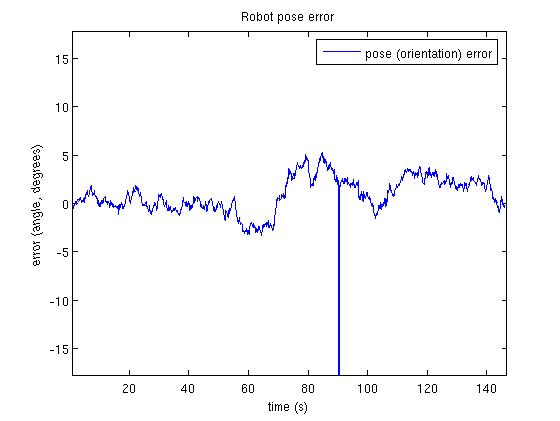 Robot pose error
pose (orientation) error
15
10
5
0
-5
-10
-15
error (angle, degrees)
20 40 60 80 100 120 140
time (s)